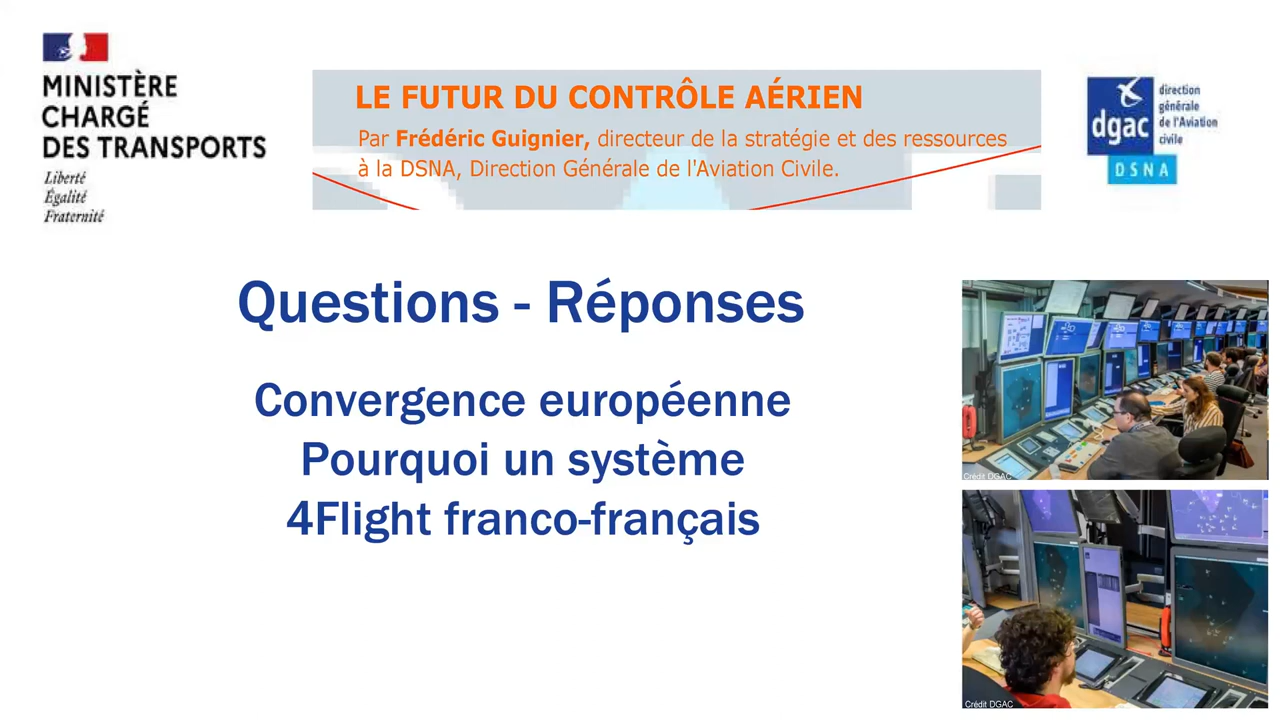 MINISTÈRE
CHARGÉ
DES TRANSPORTS
Liberté
Égalité
Fraternité
LE FUTUR DU CONTRÔLE AÉRIEN
Par Frédéric Guignier, directeur de la stratégie et des ressources
à la DSNA, Direction Générale de l'Aviation Civile.
dgac
direction
générale
de l'Aviation
civile
DSNA
Questions - Réponses
Convergence européenne
Pourquoi un système
4Flight franco-français
Crédit DGAC
Crédit DGAC